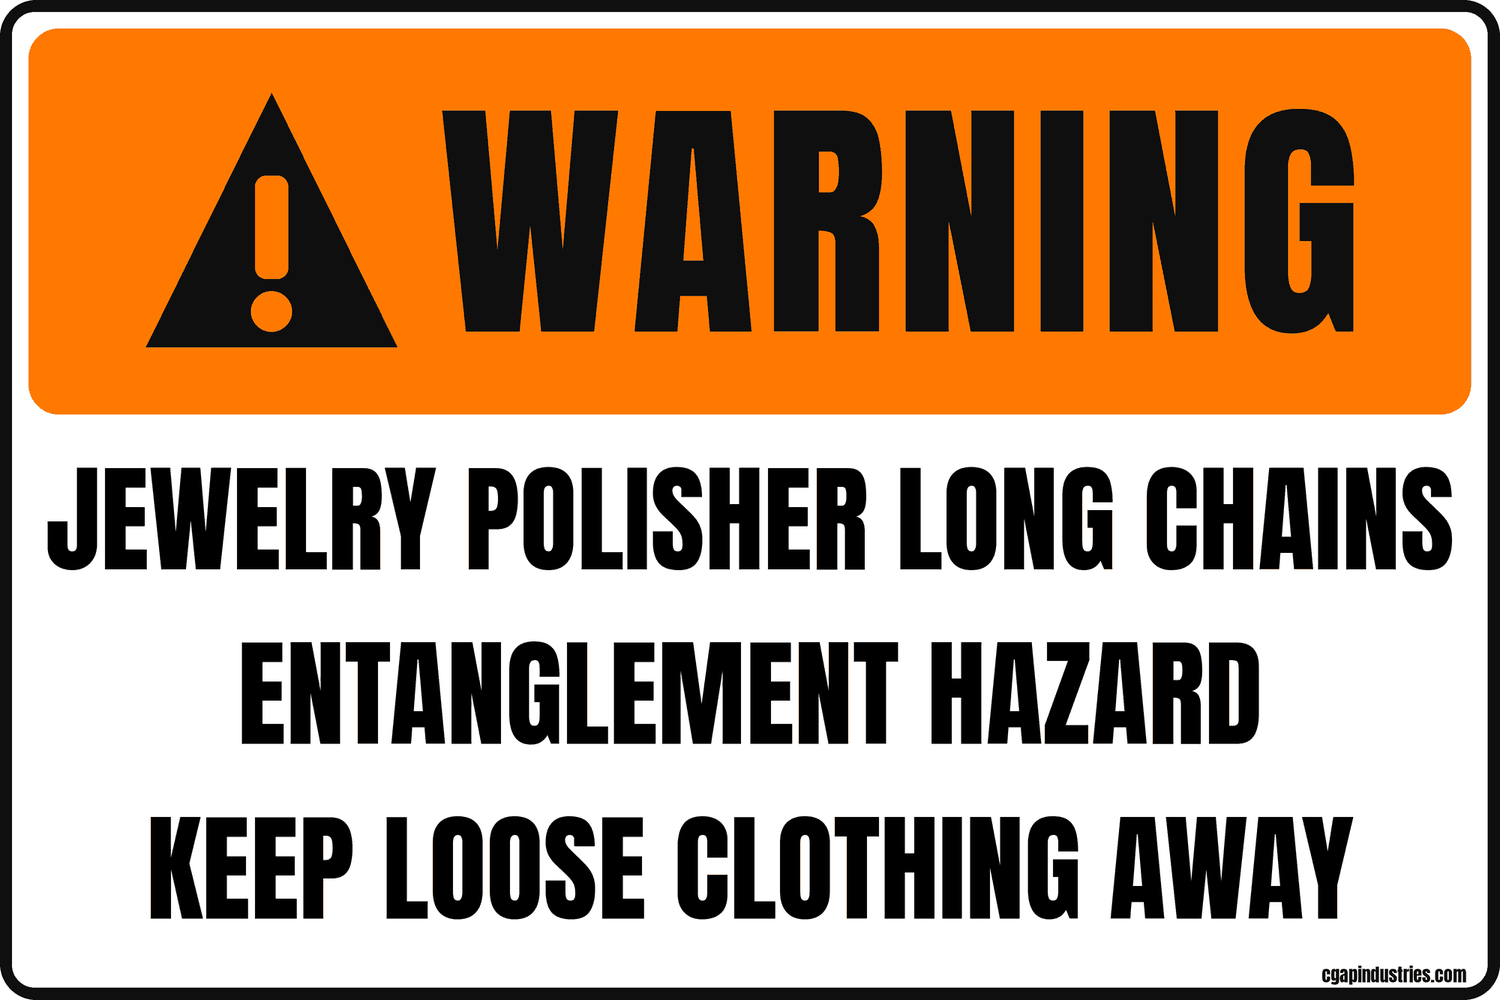 WARNING
JEWELRY POLISHER LONG CHAINS
ENTANGLEMENT HAZARD
KEEP LOOSE CLOTHING AWAY
cgapindustries.com